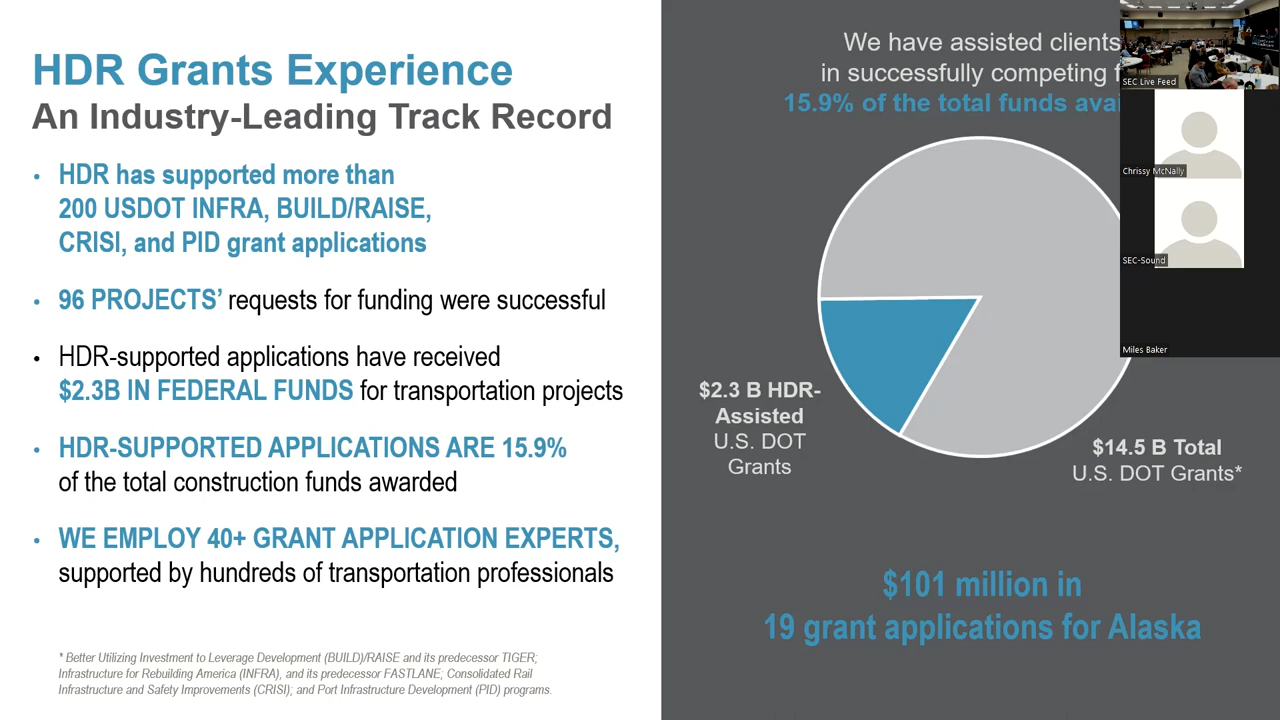 HDR Grants Experience
An Industry-Leading Track Record
• HDR has supported more than
200 USDOT INFRA, BUILD/RAISE,
CRISI, and PID grant applications
• 96 PROJECTS’ requests for funding were successful
• HDR-supported applications have received
$2.3B IN FEDERAL FUNDS for transportation projects
• HDR-SUPPORTED APPLICATIONS ARE 15.9%
of the total construction funds awarded
• WE EMPLOY 40+ GRANT APPLICATION EXPERTS,
supported by hundreds of transportation professionals
* Better Utilizing Investment to Leverage Development (BUILD)/RAISE and its predecessor TIGER;
Infrastructure for Rebuilding America (INFRA), and its predecessor FASTLANE; Consolidated Rail
Infrastructure and Safety Improvements (CRISI); and Port Infrastructure Development (PID) programs.
We have assisted clients
in successfully competing
15.9% of the total funds
$2.3 B HDR-
Assisted
U.S. DOT
Grants
$14.5 B Total
U.S. DOT Grants*
$101 million in
19 grant applications for Alaska
SEC Live Feed
Chrissy McNally
SEC-Sound
Miles Baker